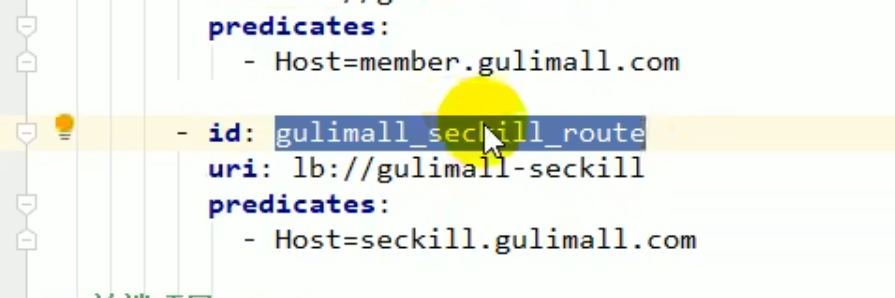 predicates:
- Host=member.gulimall.com
- id: gulimall_seckill_route
uri: lb://gulimall-seckill
predicates:
- Host=seckill.gulimall.com